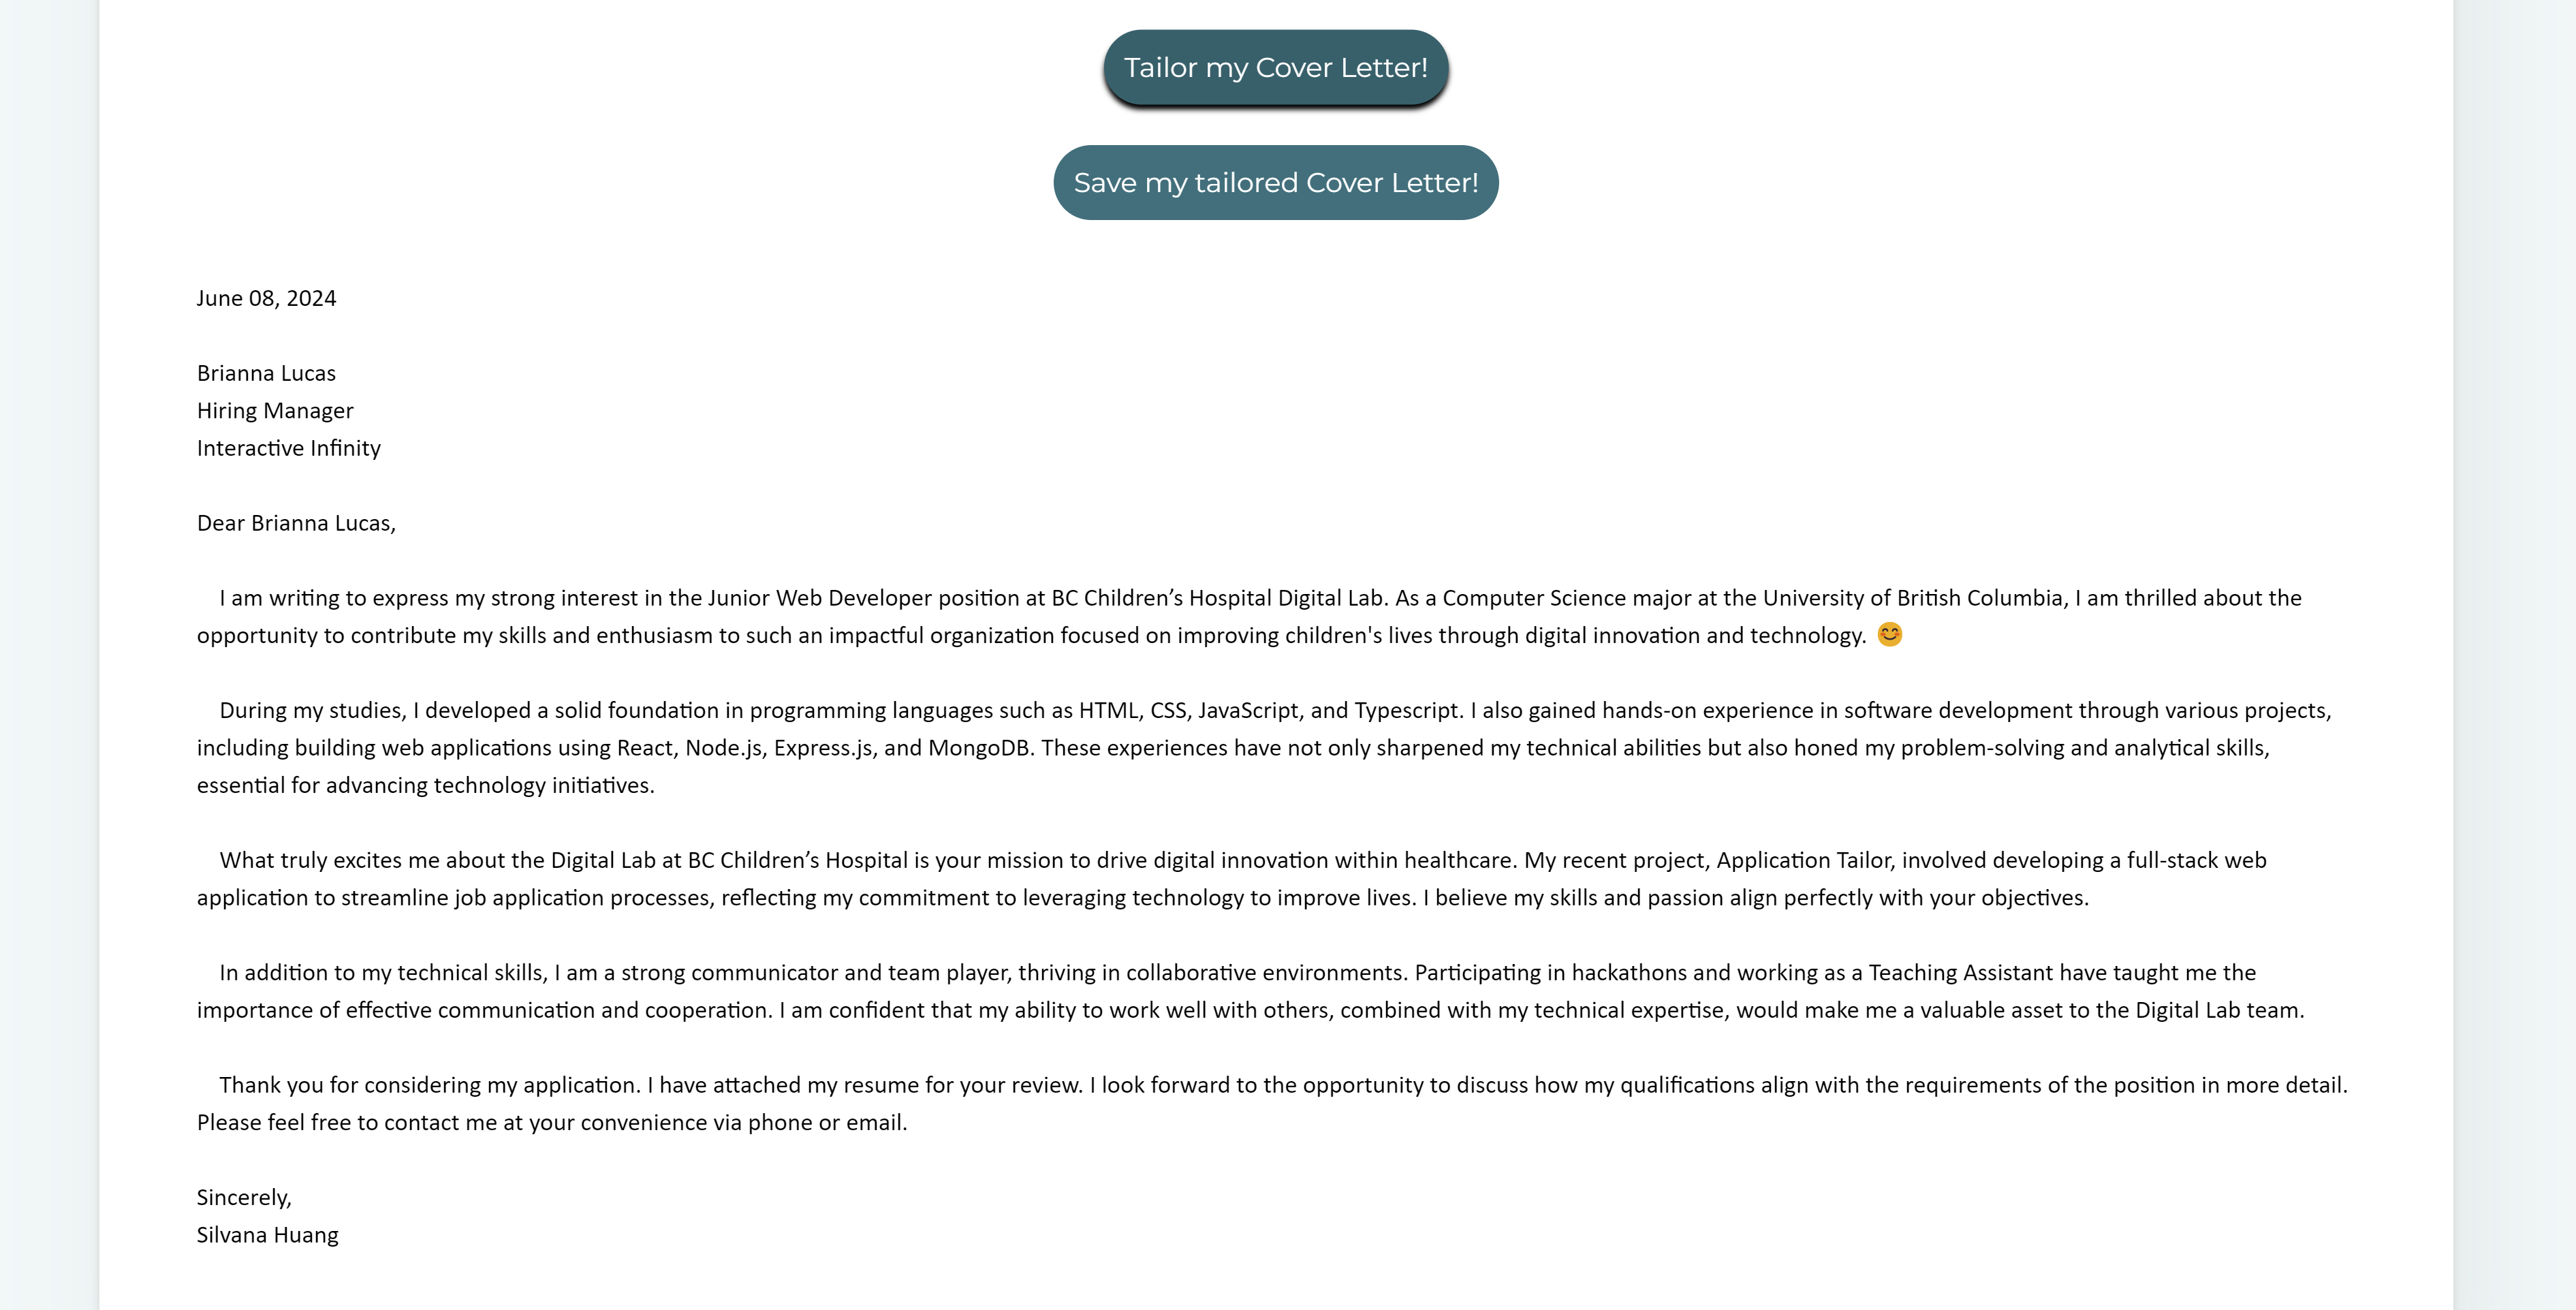 Tailor my Cover Letter!
Save my tailored Cover Letter!
June 08, 2024
Brianna Lucas
Hiring Manager
Interactive Infinity
Dear Brianna Lucas,
I am writing to express my strong interest in the Junior Web Developer position at BC Children’s Hospital Digital Lab. As a Computer Science major at the University of British Columbia, I am thrilled about the
opportunity to contribute my skills and enthusiasm to such an impactful organization focused on improving children's lives through digital innovation and technology. 😊
During my studies, I developed a solid foundation in programming languages such as HTML, CSS, JavaScript, and Typescript. I also gained hands-on experience in software development through various projects,
including building web applications using React, Node.js, Express.js, and MongoDB. These experiences have not only sharpened my technical abilities but also honed my problem-solving and analytical skills,
essential for advancing technology initiatives.
What truly excites me about the Digital Lab at BC Children’s Hospital is your mission to drive digital innovation within healthcare. My recent project, Application Tailor, involved developing a full-stack web
application to streamline job application processes, reflecting my commitment to leveraging technology to improve lives. I believe my skills and passion align perfectly with your objectives.
In addition to my technical skills, I am a strong communicator and team player, thriving in collaborative environments. Participating in hackathons and working as a Teaching Assistant have taught me the
importance of effective communication and cooperation. I am confident that my ability to work well with others, combined with my technical expertise, would make me a valuable asset to the Digital Lab team.
Thank you for considering my application. I have attached my resume for your review. I look forward to the opportunity to discuss how my qualifications align with the requirements of the position in more detail.
Please feel free to contact me at your convenience via phone or email.
Sincerely,
Silvana Huang